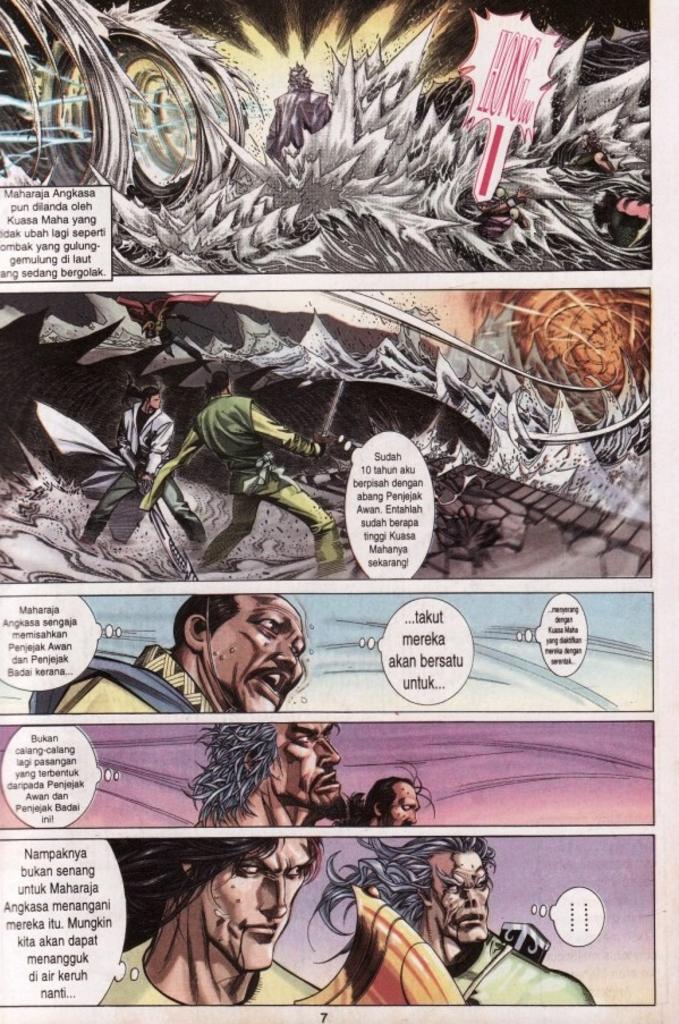 Maharaja Angkasa
pun dilanda oleh
Kuasa Maha yang
dak ubah lagi seperti
ombak yang gulung-
gemulung di laut
ang sedang bergolak.
Sudah
10 tahun aku
berpisah dengan
abang Penjejak
Awan. Entahlah
sudah berapa
tinggi Kuasa
Mahanya
sekarang!
Maharaja
Angkasa sengaja
memisahkan
Penjejak Awan
dan Penjejak
Badai kerana...
...takut
mereka
akan bersatu
untuk...
...menyerang
dengan
Kuasa Maha
yang diaktifkan
mereka dengan
serentak...
Bukan
calang-calang
lagi pasangan
yang terbentuk
daripada Penjejak
Awan dan
Penjejak Badai
ini!
Nampaknya
bukan senang
untuk Maharaja
Angkasa menangani
mereka itu. Mungkin
kita akan dapat
menangguk
di air keruh
nanti...
7